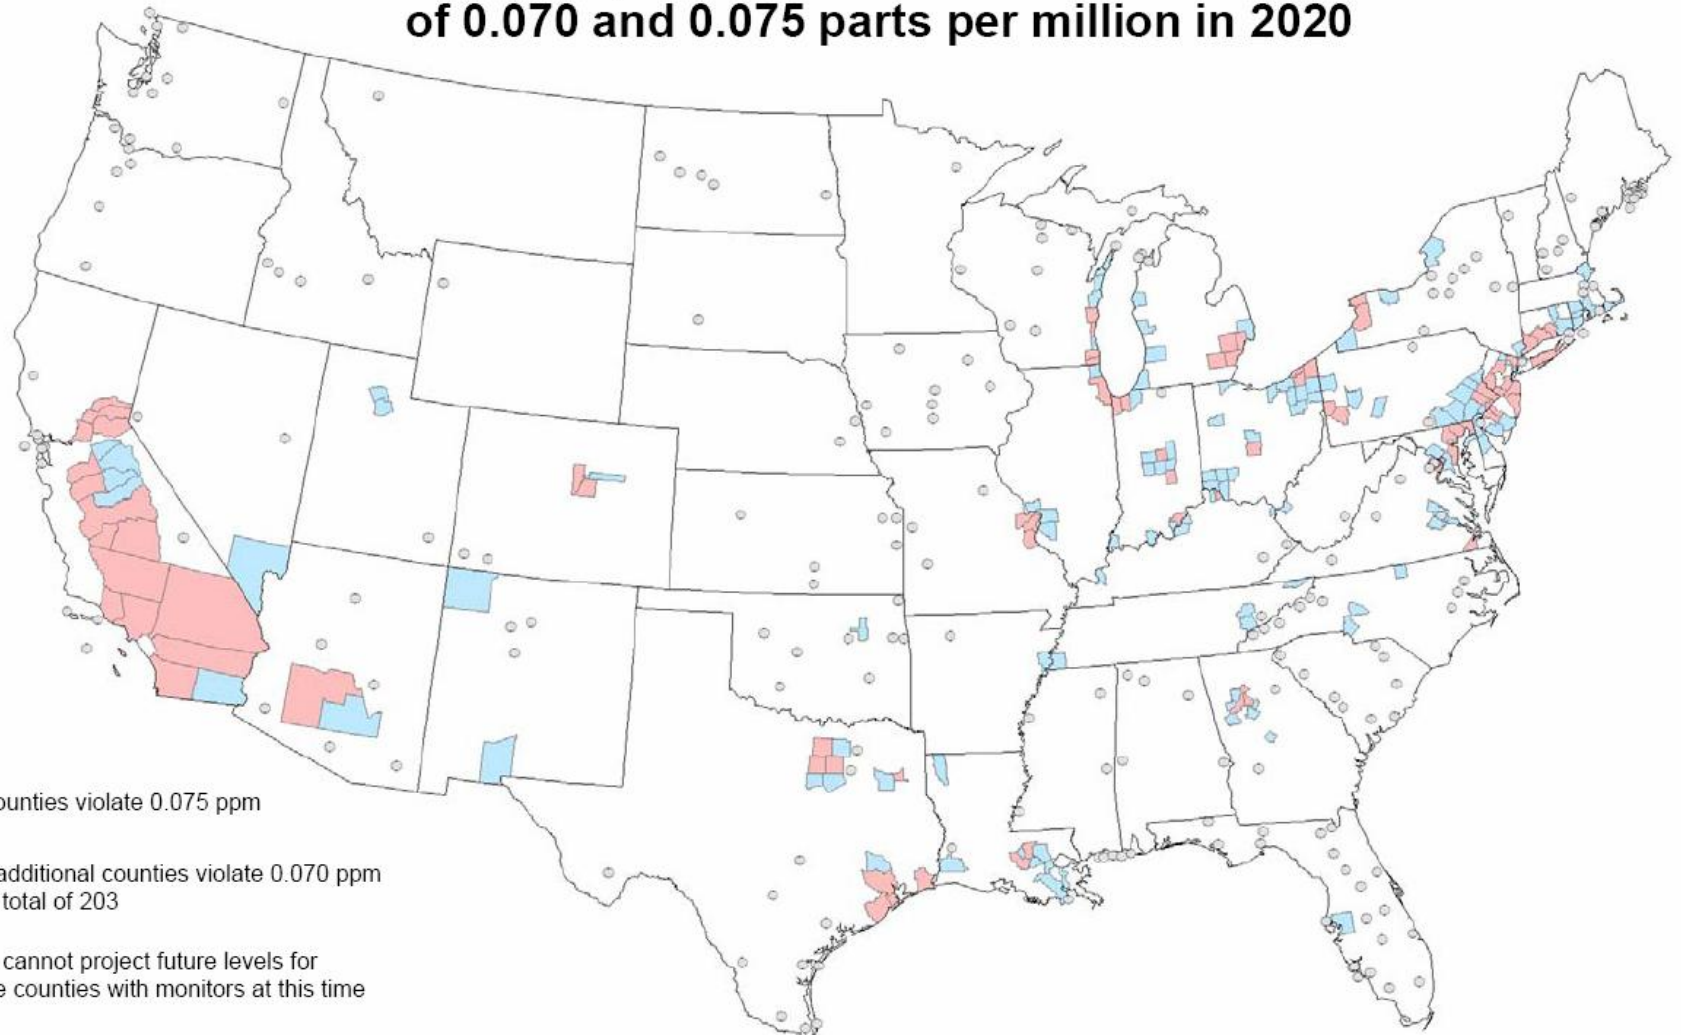 of 0.070 and 0.075 parts per million in 2020
ounties violate 0.075 ppm
additional counties violate 0.070 ppm
total of 203
cannot project future levels for
e counties with monitors at this time